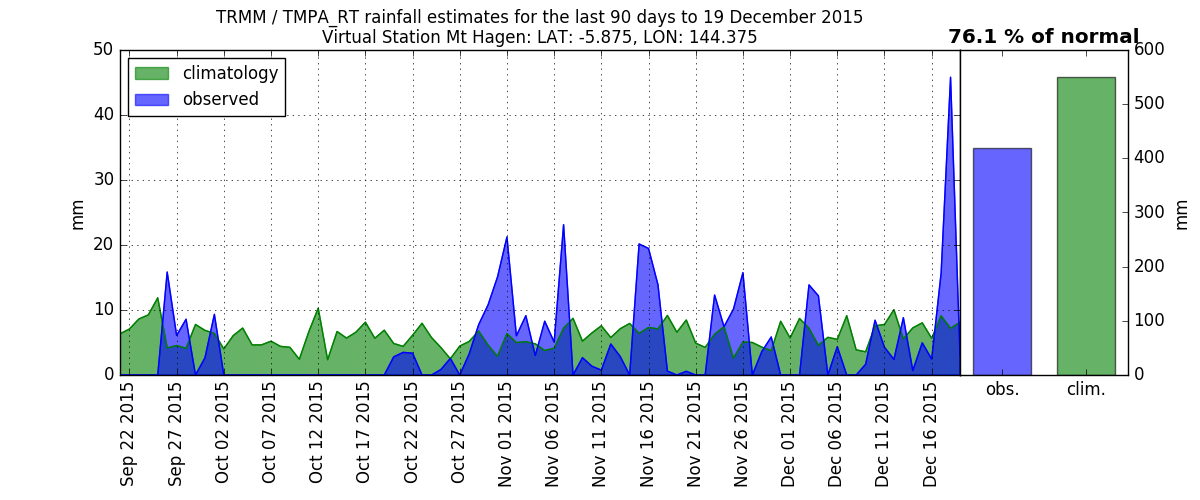 TRMM / TMPA_RT rainfall estimates for the last 90 days to 19 December 2015
Virtual Station Mt Hagen: LAT: -5.875, LON: 144.375
76.1 % of normal
climatology
observed
mm
50
40
30
20
10
0
Sep 22 2015
Sep 27 2015
Oct 02 2015
Oct 07 2015
Oct 12 2015
Oct 17 2015
Oct 22 2015
Oct 27 2015
Nov 01 2015
Nov 06 2015
Nov 11 2015
Nov 16 2015
Nov 21 2015
Nov 26 2015
Dec 01 2015
Dec 06 2015
Dec 11 2015
Dec 16 2015
obs.
clim.
600
500
400
300
200
100
0
mm